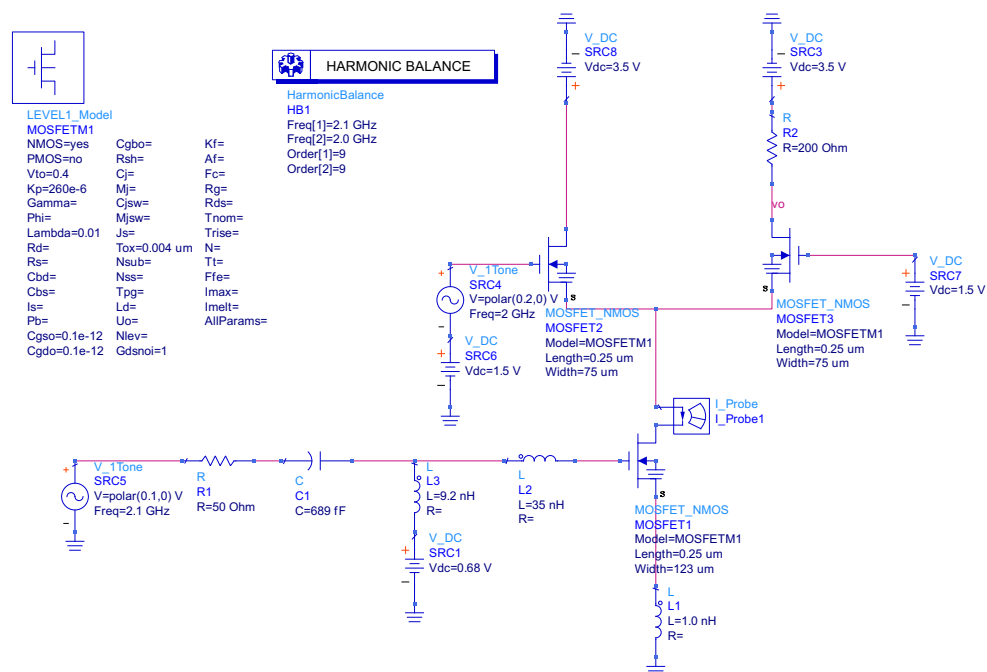 HARMONIC BALANCE
HarmonicBalance
HB1
Freq[1]=2.1 GHz
Freq[2]=2.0 GHz
Order[1]=9
Order[2]=9
V_DC
SRC8
Vdc=3.5 V
V_DC
SRC3
Vdc=3.5 V
R
R2
R=200 Ohm
vo
LEVEL1_Model
MOSFETM1
NMOS=yes
PMOS=no
Vto=0.4
Kp=260e-6
Gamma=
Phi=
Lambda=0.01
Rd=
Rs=
Cbd=
Cbs=
Is=
Pb=
Cgso=0.1e-12
Cgdo=0.1e-12
Cgbo=
Rsh=
Cj=
Mj=
Cjsw=
Mjsw=
Js=
Tox=0.004 um
Nsub=
Nss=
Tpg=
Ld=
Uo=
Nlev=
Gdsnoi=1
Kf=
Af=
Fc=
Rg=
Rds=
Tnom=
Trise=
N=
Tt=
Ffe=
Imax=
Imelt=
AllParams=
V_1Tone
SRC4
V=polar(0.2,0) V
Freq=2 GHz
V_DC
SRC6
Vdc=1.5 V
s
MOSFET_NMOS
MOSFET2
Model=MOSFETM1
Length=0.25 um
Width=75 um
s
MOSFET_NMOS
MOSFET3
Model=MOSFETM1
Length=0.25 um
Width=75 um
V_DC
SRC7
Vdc=1.5 V
I_Probe
I_Probe1
V_1Tone
SRC5
V=polar(0.1,0) V
Freq=2.1 GHz
R
R1
R=50 Ohm
C
C1
C=689 fF
L
L3
L=9.2 nH
R=
L
L2
L=35 nH
R=
V_DC
SRC1
Vdc=0.68 V
s
MOSFET_NMOS
MOSFET1
Model=MOSFETM1
Length=0.25 um
Width=123 um
L
L1
L=1.0 nH
R=